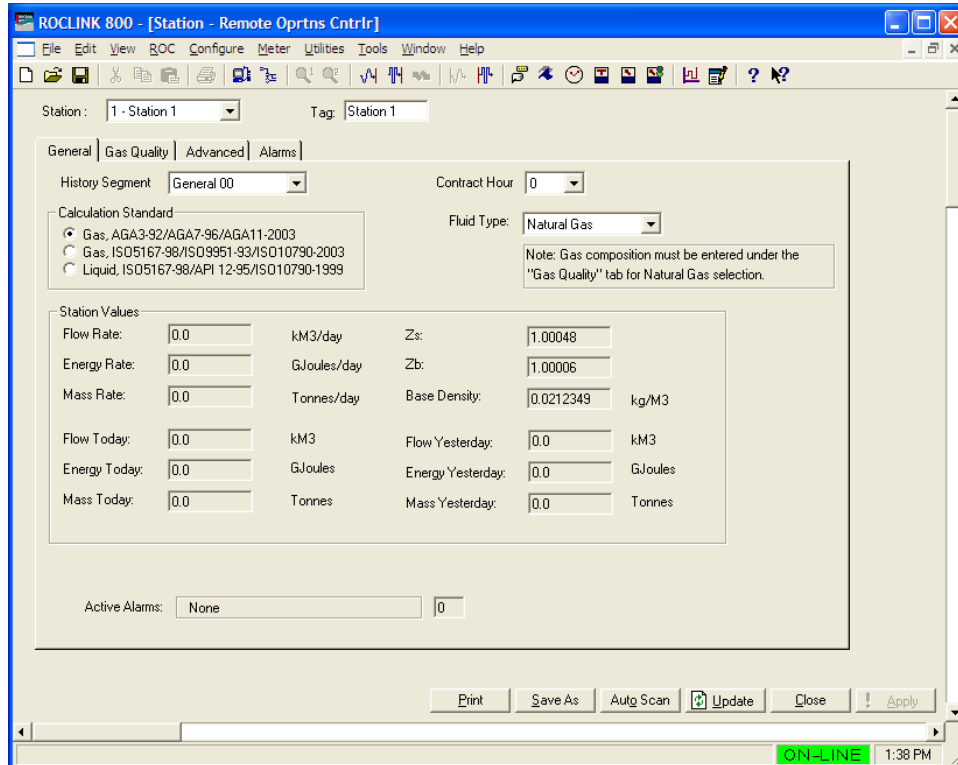 ROCLINK 800 - [Station - Remote Oprtns Cntrlr]
File Edit View ROC Configure Meter Utilities Tools Window Help
Station : 1 - Station 1 Tag: Station 1
General Gas Quality Advanced Alarms
History Segment General 00 Contract Hour 0
Calculation Standard
Gas, AGA3-92/AGA7-96/AGA11-2003
Gas, ISO5167-98/ISO9951-93/ISO10790-2003
Liquid, ISO5167-98/API 12-95/ISO10790-1999
Fluid Type: Natural Gas
Note: Gas composition must be entered under the
"Gas Quality" tab for Natural Gas selection.
Station Values
Flow Rate: 0.0 kM3/day Zs: 1.00048
Energy Rate: 0.0 GJoules/day Zb: 1.00006
Mass Rate: 0.0 Tonnes/day Base Density: 0.0212349 kg/M3
Flow Today: 0.0 kM3 Flow Yesterday: 0.0 kM3
Energy Today: 0.0 GJoules Energy Yesterday: 0.0 GJoules
Mass Today: 0.0 Tonnes Mass Yesterday: 0.0 Tonnes
Active Alarms: None 0
Print Save As Auto Scan Update Close ! Apply
ON-LINE 1:38 PM